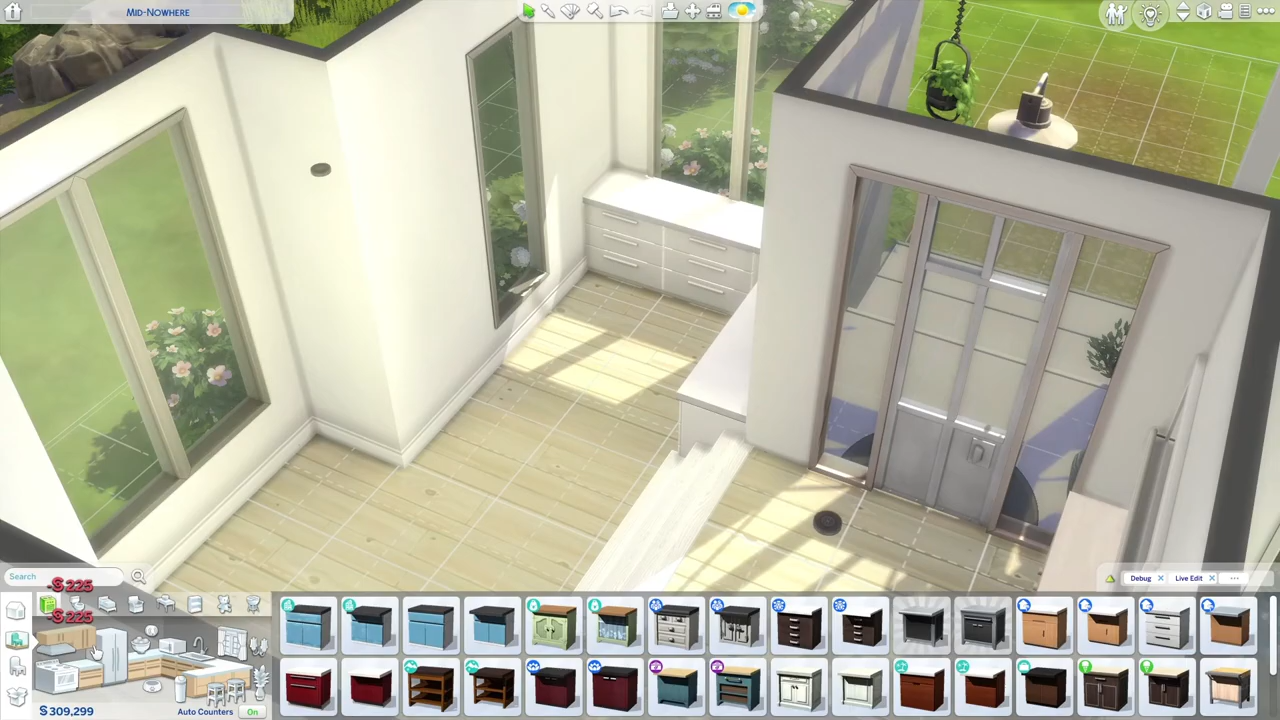 MID-NOWHERE
Debug
Live Edit
Search
-§225
-§225
§309,299
Auto Counters
On